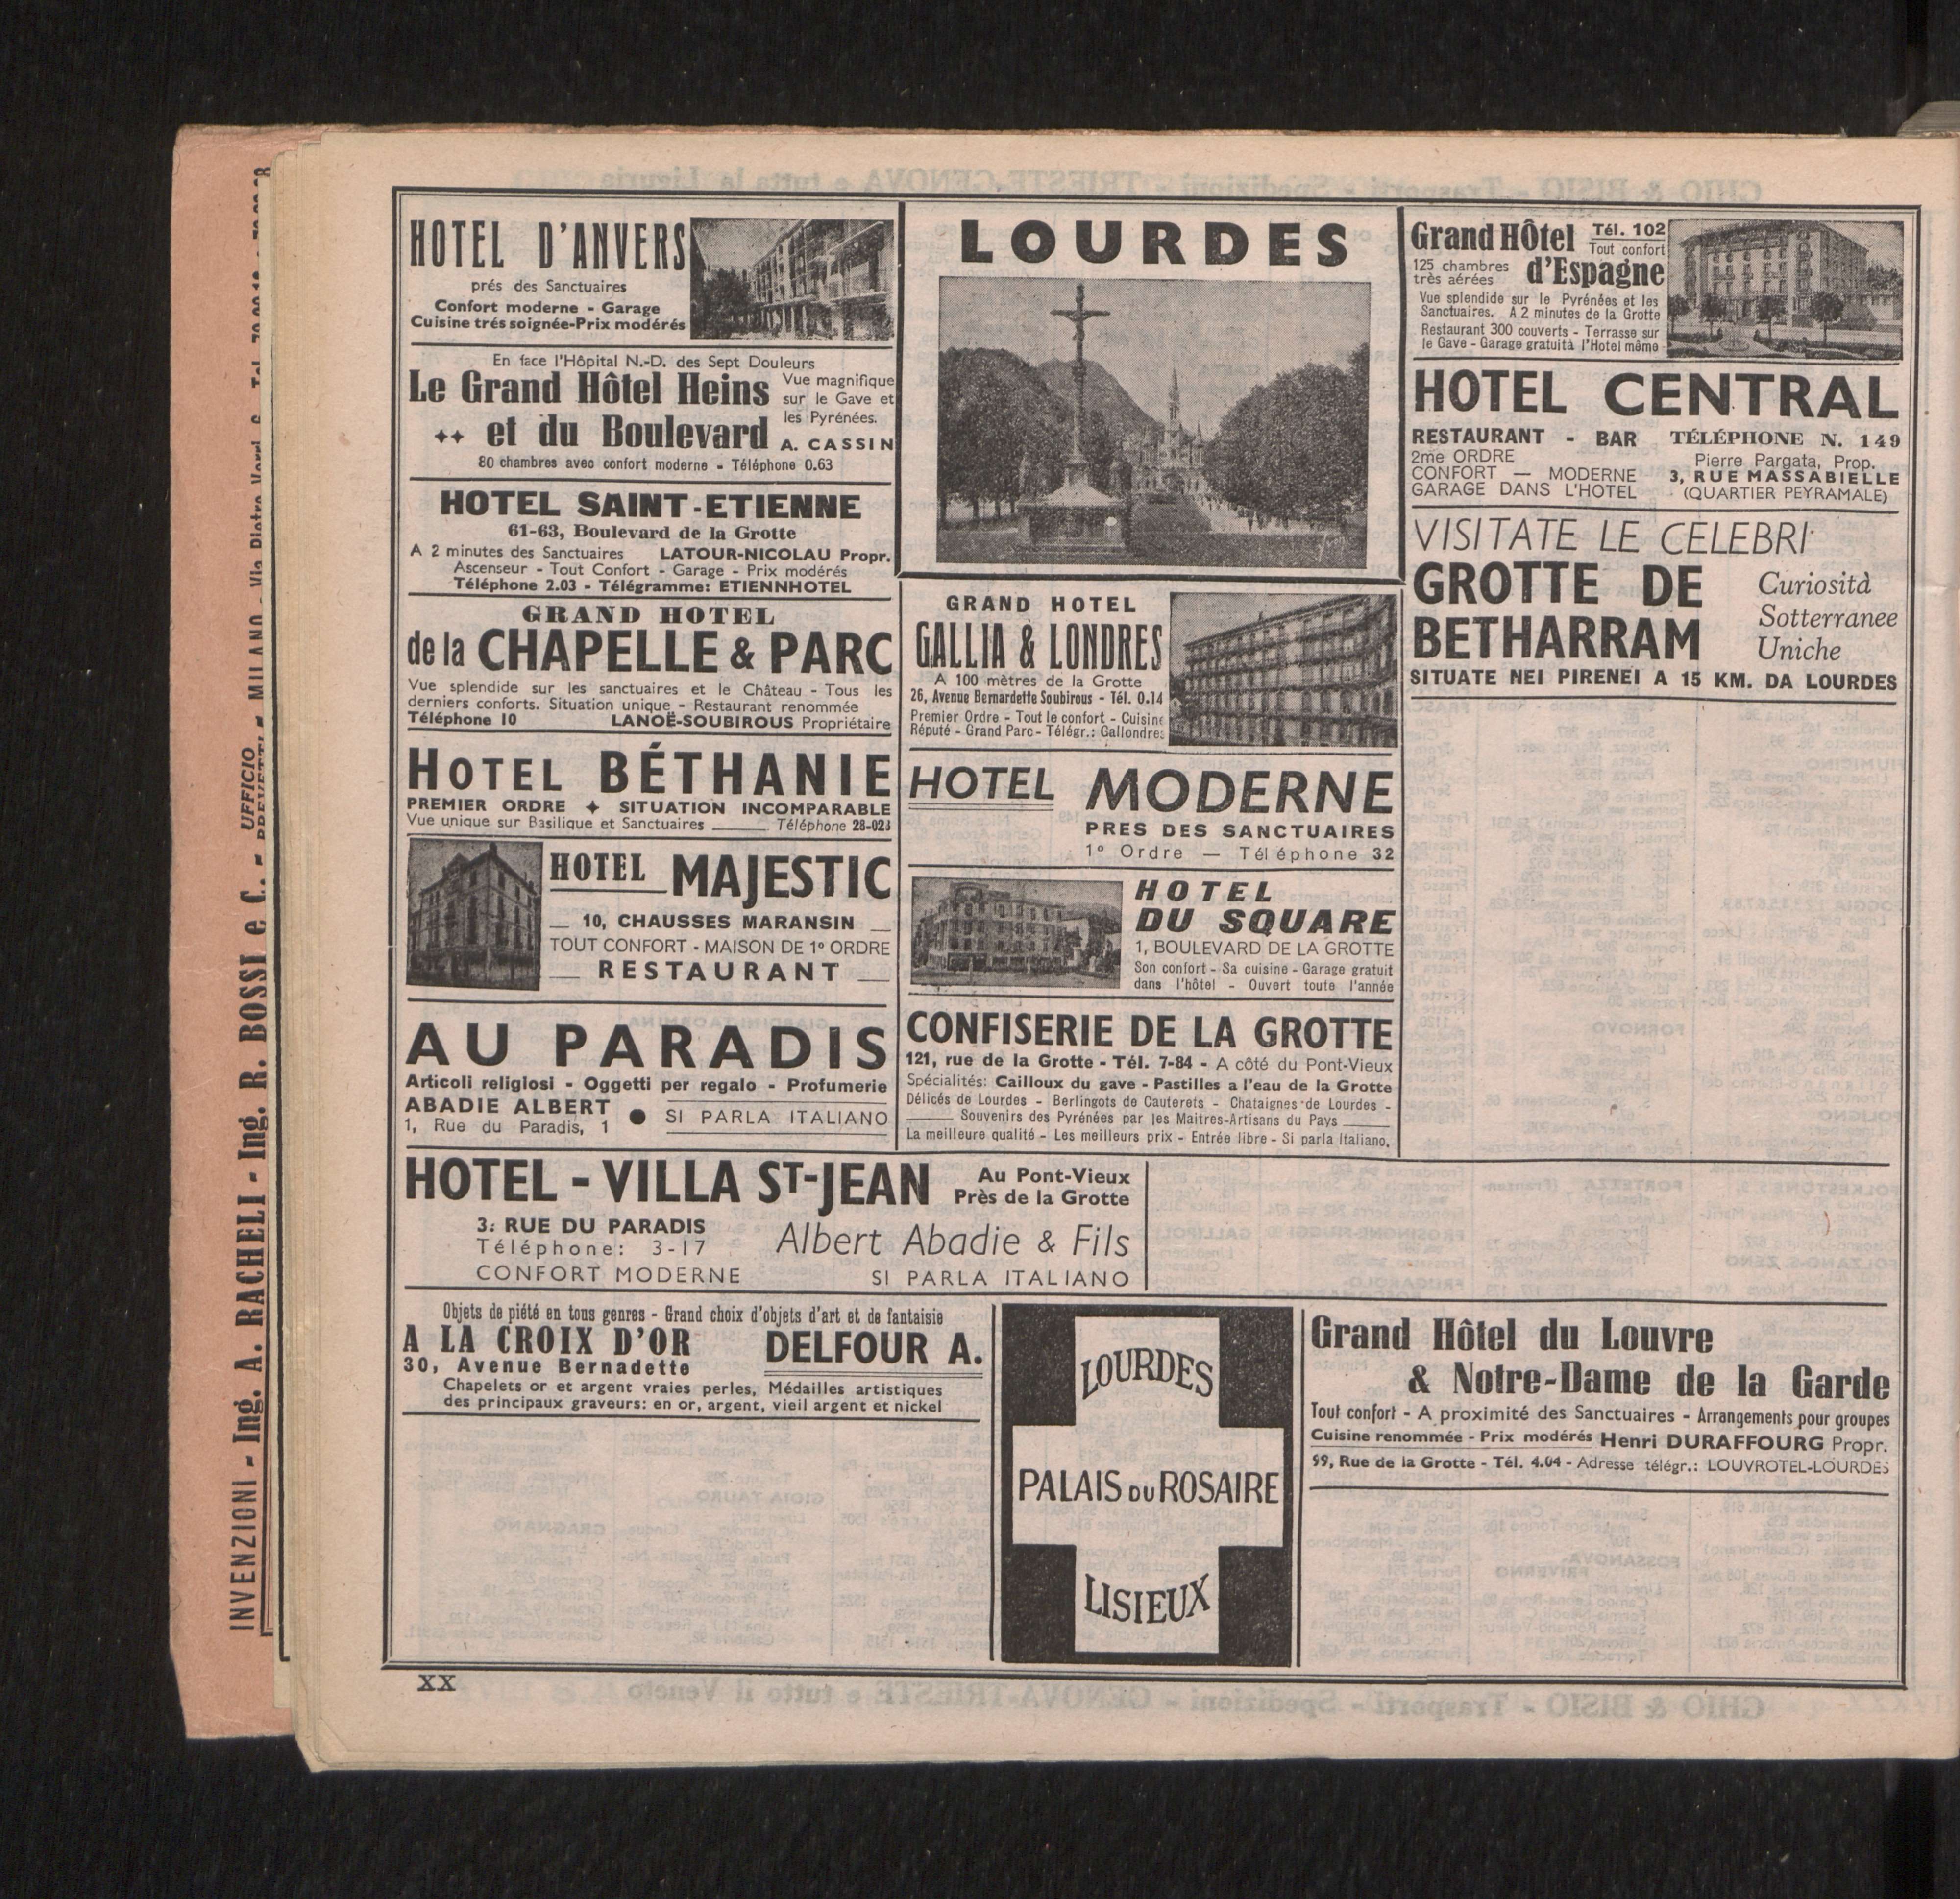 HOTEL D'ANVERS
prés des Sanctuaires
Confort moderne - Garage
Cuisine trés soignée-Prix modérés
En face l'Hôpital N.-D. des Sept Douleurs
Le Grand Hôtel Heins
et du Boulevard
Vue magnifique
sur le Gave et
les Pyrénées.
A. CASSIN
80 chambres avec confort moderne - Téléphone 0.63
HOTEL SAINT-ETIENNE
61-63, Boulevard de la Grotte
A 2 minutes des Sanctuaires LATOUR-NICOLAU Propr.
Ascenseur - Tout Confort - Garage - Prix modérés
Téléphone 2.03 - Télégramme: ETIENNHOTEL
GRAND HOTEL
de la CHAPELLE & PARC
Vue splendide sur les sanctuaires et le Château - Tous les
derniers conforts. Situation unique - Restaurant renommée
Téléphone 10 LANOË-SOUBIROUS Propriétaire
HOTEL BÉTHANIE
PREMIER ORDRE ✦ SITUATION INCOMPARABLE
Vue unique sur Basilique et Sanctuaires Téléphone 28-023
HOTEL MAJESTIC
10, CHAUSSES MARANSIN
TOUT CONFORT - MAISON DE 1º ORDRE
RESTAURANT
AU PARADIS
Articoli religiosi - Oggetti per regalo - Profumerie
ABADIE ALBERT
1, Rue du Paradis, 1
● SI PARLA ITALIANO
LOURDES
GRAND HOTEL
GALLIA & LONDRES
A 100 mètres de la Grotte
26, Avenue Bernardette Soubirous - Tél. 0.14
Premier Ordre - Tout le confort - Cuisine
Réputé - Grand Parc - Télégr.: Gallondres
HOTEL MODERNE
PRES DES SANCTUAIRES
1º Ordre — Téléphone 32
HOTEL
DU SQUARE
1, BOULEVARD DE LA GROTTE
Son confort - Sa cuisine - Garage gratuit
dans l'hôtel - Ouvert toute l'année
CONFISERIE DE LA GROTTE
121, rue de la Grotte - Tél. 7-84 - A côté du Pont-Vieux
Spécialités: Cailloux du gave - Pastilles a l'eau de la Grotte
Délicés de Lourdes - Berlingots de Cauterets - Chataignes de Lourdes -
Souvenirs des Pyrénées par les Maitres-Artisans du Pays
La meilleure qualité - Les meilleurs prix - Entrée libre - Si parla Italiano.
Grand HÔtel
d'Espagne
Tél. 102
Tout confort
125 chambres
très aérées
Vue splendide sur le Pyrénées et les
Sanctuaires. A 2 minutes de la Grotte
Restaurant 300 couverts - Terrasse sur
le Gave - Garage gratuità l'Hotel même
HOTEL CENTRAL
RESTAURANT - BAR TÉLÉPHONE N. 149
2me ORDRE
CONFORT — MODERNE
GARAGE DANS L'HOTEL
Pierre Pargata, Prop.
3, RUE MASSABIELLE
(QUARTIER PEYRAMALE)
VISITATE LE CELEBRI
GROTTE DE
BETHARRAM
Curiosità
Sotterranee
Uniche
SITUATE NEI PIRENEI A 15 KM. DA LOURDES
HOTEL - VILLA ST-JEAN
Au Pont-Vieux
Près de la Grotte
3: RUE DU PARADIS
Téléphone: 3-17
CONFORT MODERNE
Albert Abadie & Fils
SI PARLA ITALIANO
Objets de piété en tous genres - Grand choix d'objets d'art et de fantaisie
A LA CROIX D'OR
30, Avenue Bernadette
DELFOUR A.
Chapelets or et argent vraies perles, Médailles artistiques
des principaux graveurs: en or, argent, vieil argent et nickel
LOURDES
PALAIS DU ROSAIRE
LISIEUX
Grand Hôtel du Louvre
& Notre-Dame de la Garde
Tout confort - A proximité des Sanctuaires - Arrangements pour groupes
Cuisine renommée - Prix modérés Henri DURAFFOURG Propr.
99, Rue de la Grotte - Tél. 4.04 - Adresse télégr.: LOUVROTEL-LOURDES
XX
INVENZIONI - Ing. A. RACHELI - Ing. R. BOSSI e C. - UFFICIO BREVETTI - MILANO - Via Pietro Verri